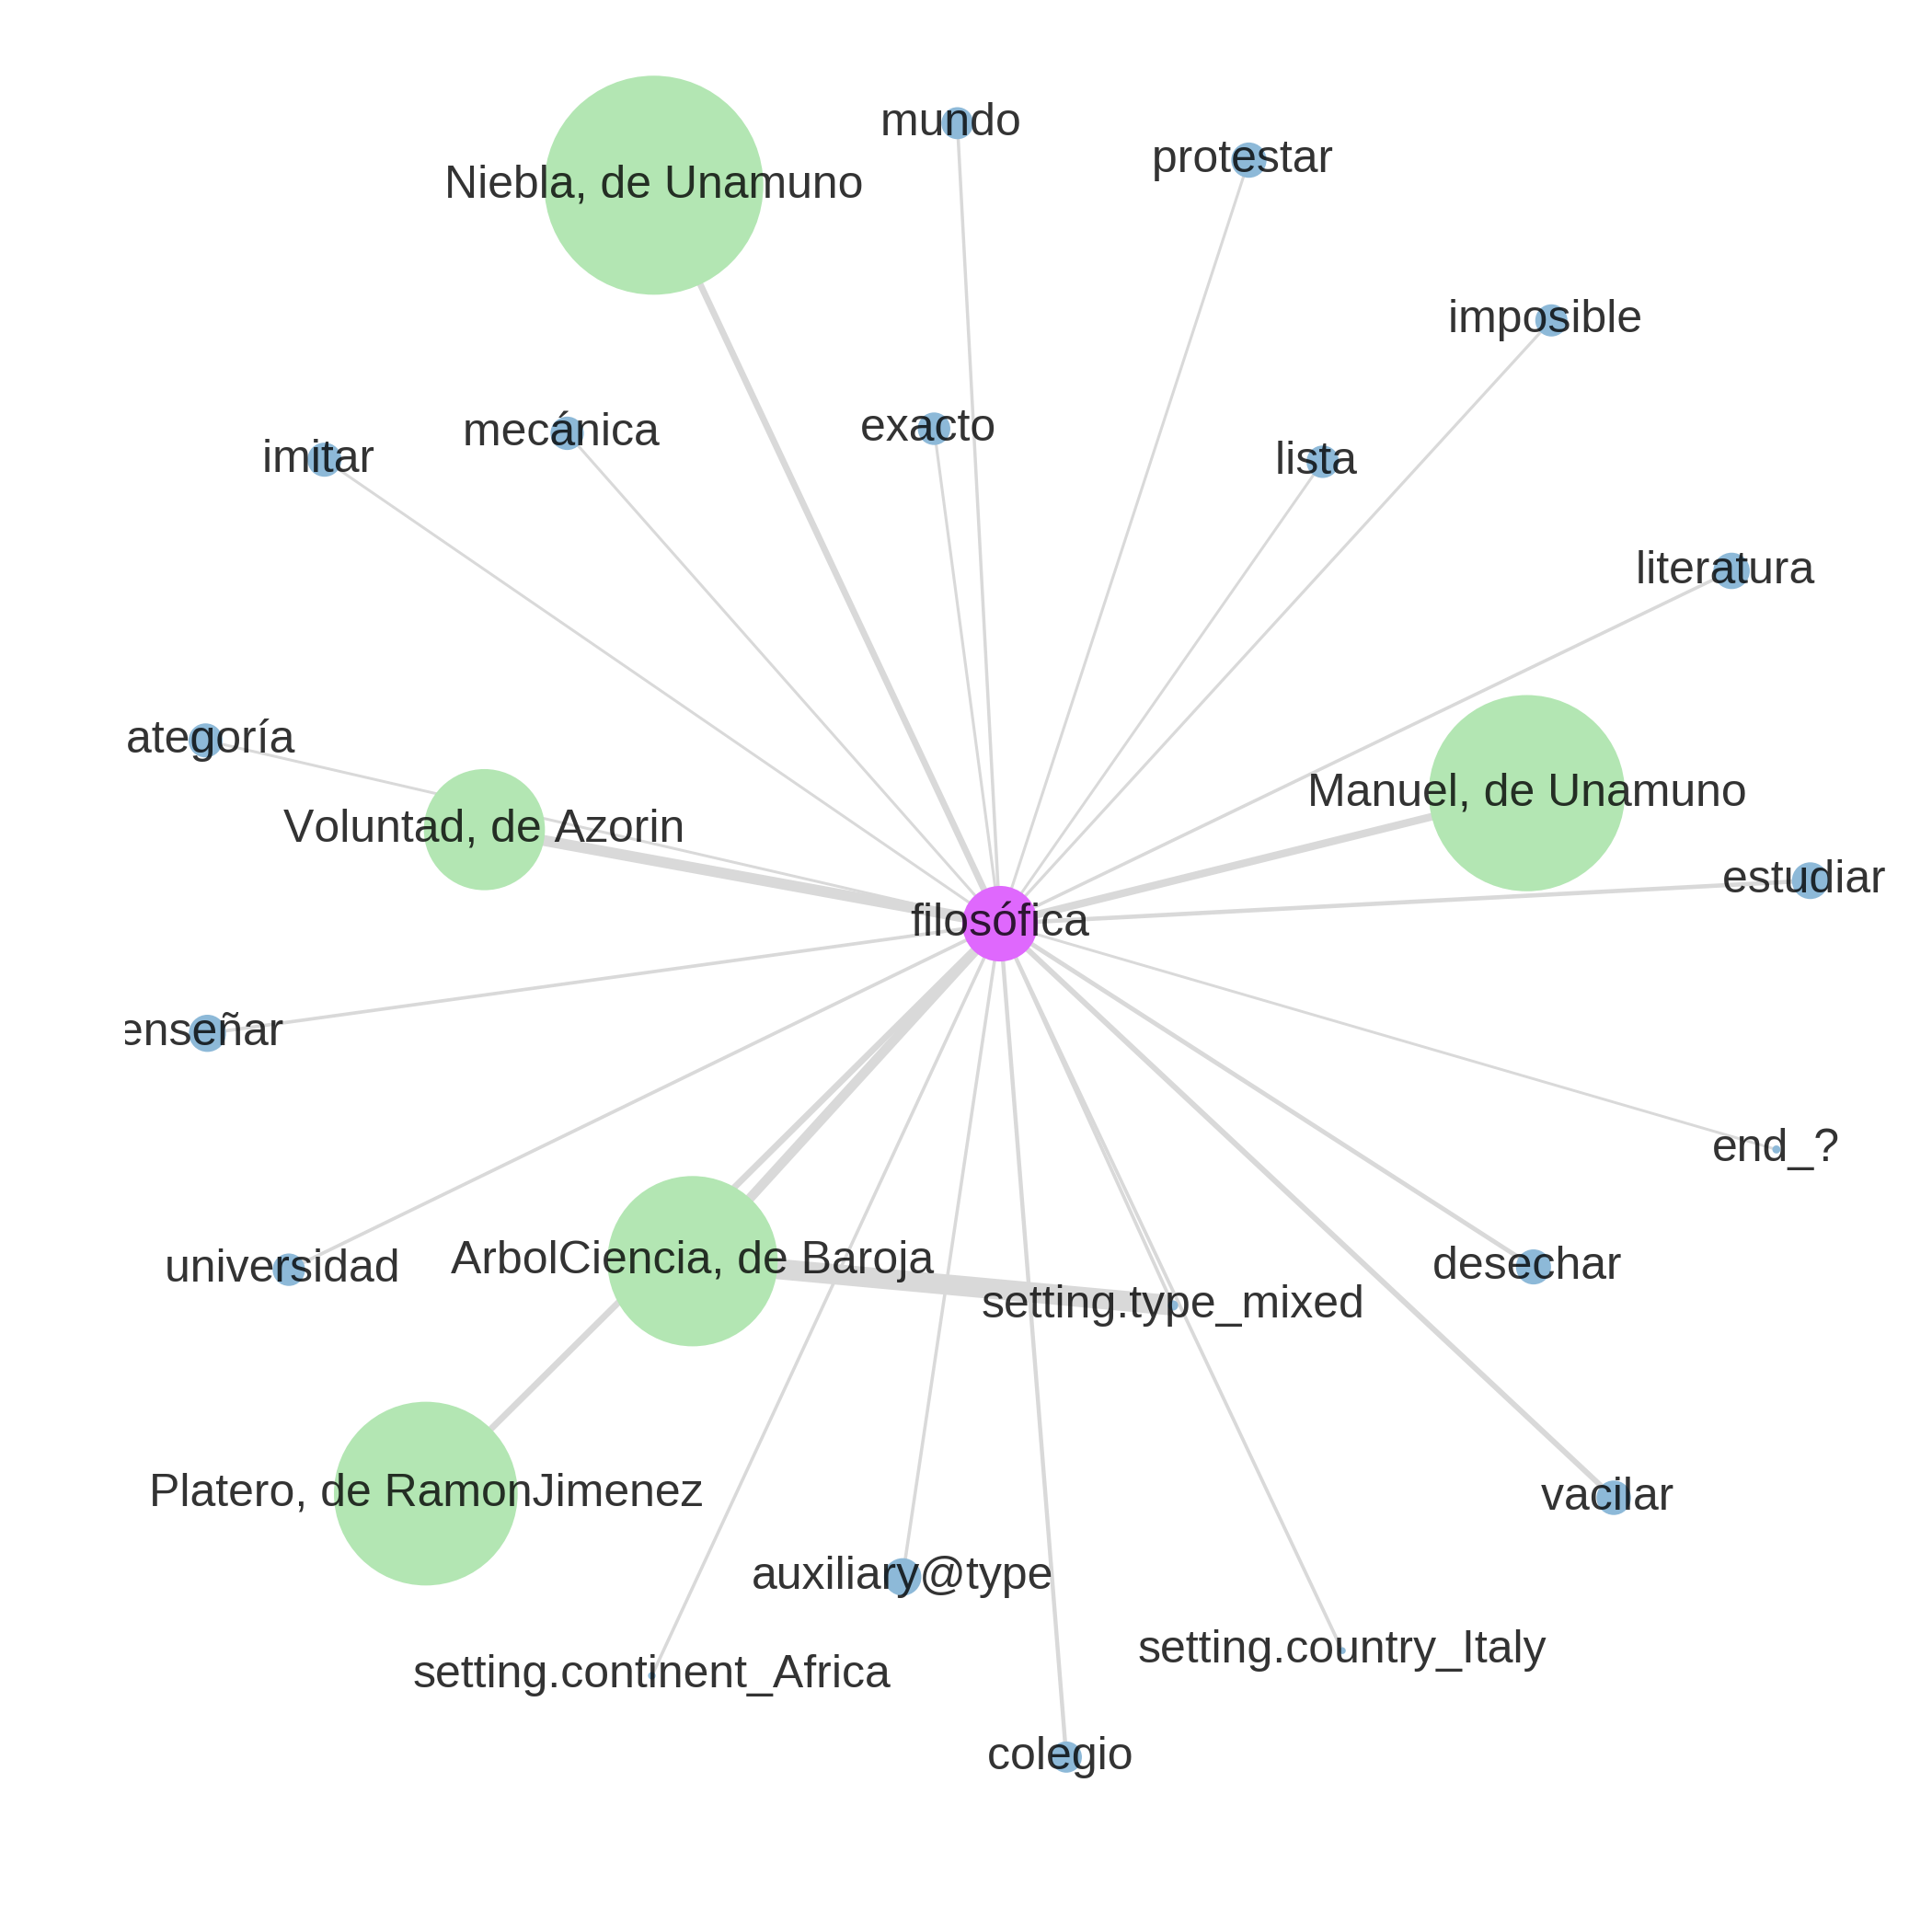 mundo
protestar
Niebla, de Unamuno
imposible
exacto
mecánica
imitar
lista
literatura
ategoría
Manuel, de Unamuno
Voluntad, de Azorin
estudiar
filosófica
enseñar
end_?
ArbolCiencia, de Baroja
universidad
desechar
setting.type_mixed
Platero, de RamonJimenez
vacilar
auxiliary@type
setting.country_Italy
setting.continent_Africa
colegio